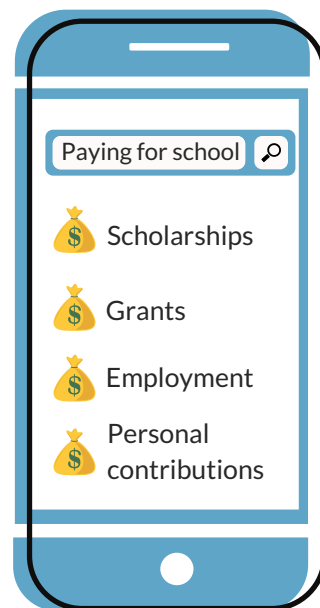 Paying for school
Scholarships
Grants
Employment
Personal
contributions